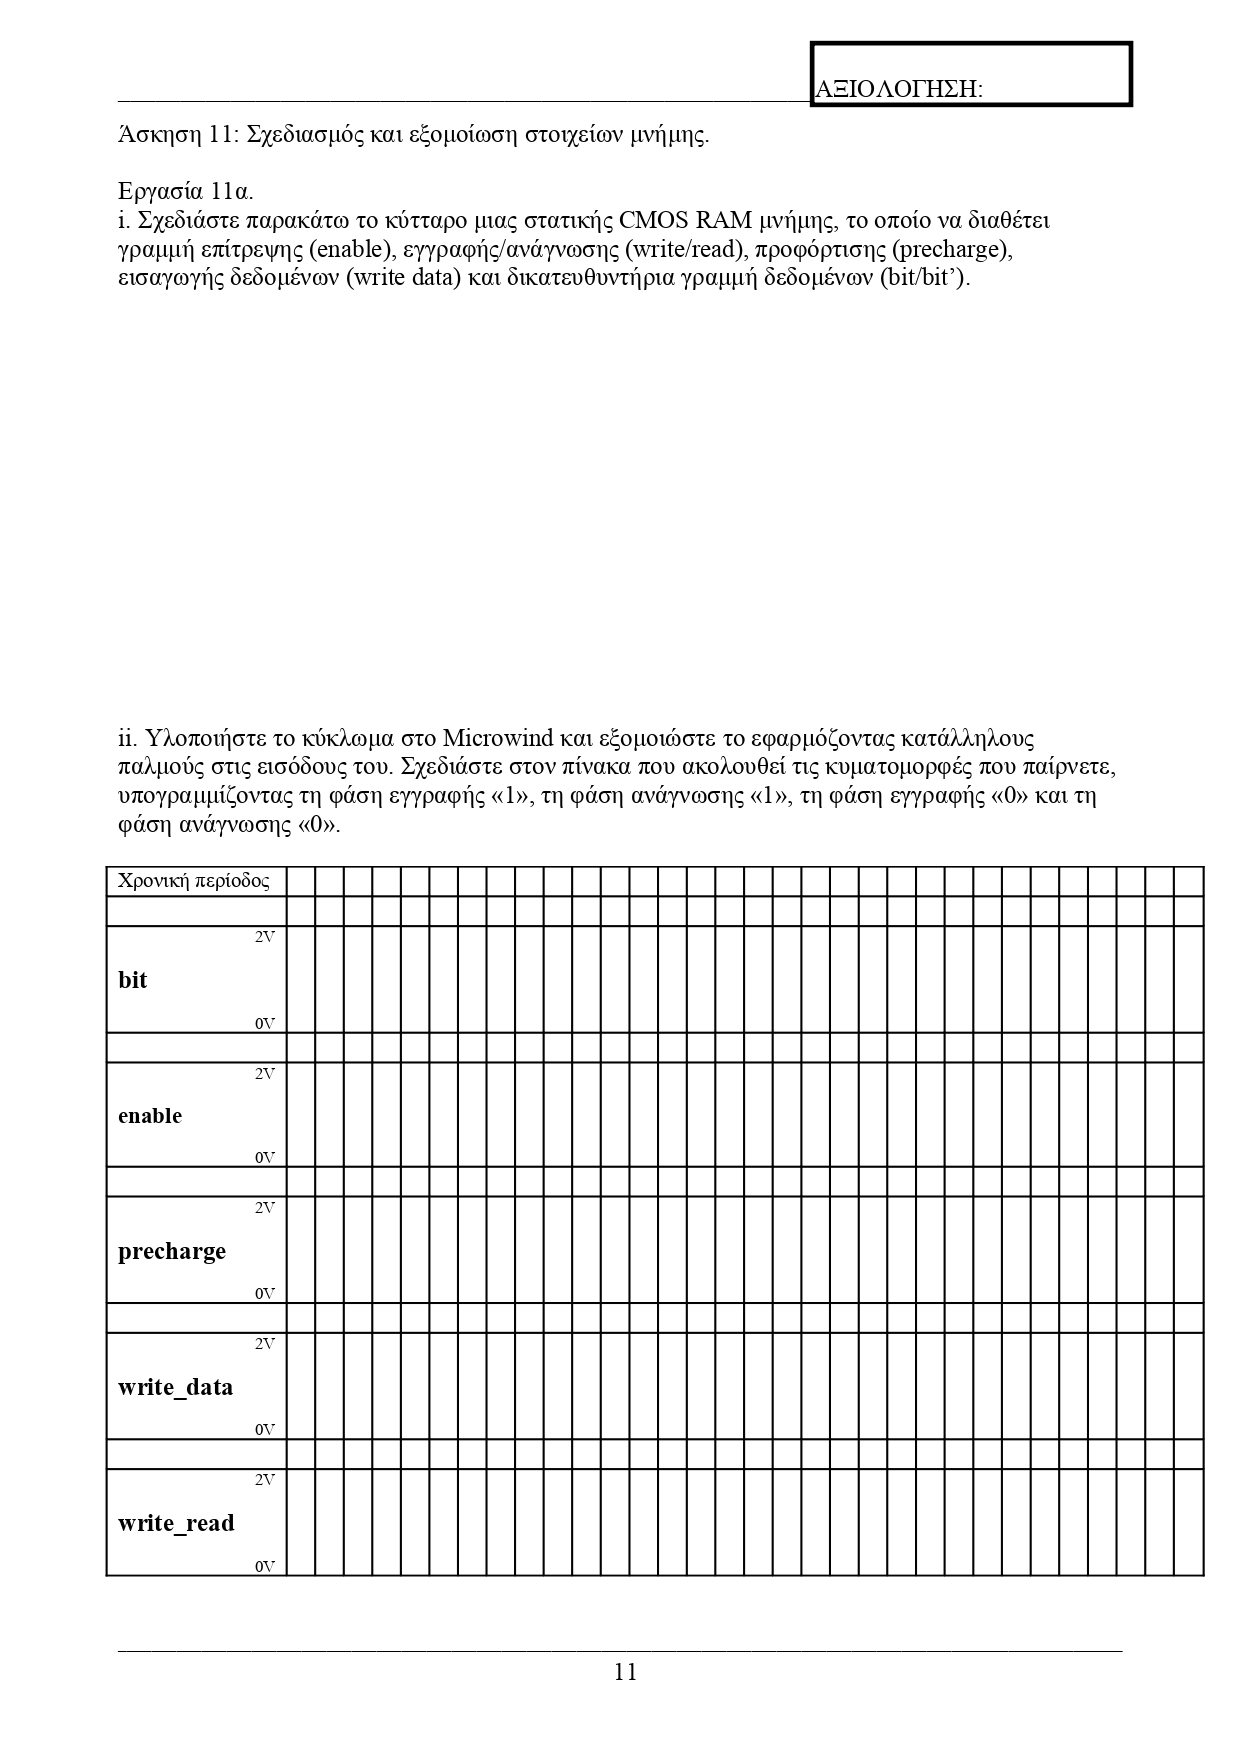 ΑΞΙΟΛΟΓΗΣΗ:
Άσκηση 11: Σχεδιασμός και εξομοίωση στοιχείων μνήμης.
Εργασία 11α.
i. Σχεδιάστε παρακάτω το κύτταρο μιας στατικής CMOS RAM μνήμης, το οποίο να διαθέτει
γραμμή επίτρεψης (enable), εγγραφής/ανάγνωσης (write/read), προφόρτισης (precharge),
εισαγωγής δεδομένων (write data) και δικατευθυντήρια γραμμή δεδομένων (bit/bit’).
ii. Υλοποιήστε το κύκλωμα στο Microwind και εξομοιώστε το εφαρμόζοντας κατάλληλους
παλμούς στις εισόδους του. Σχεδιάστε στον πίνακα που ακολουθεί τις κυματομορφές που παίρνετε,
υπογραμμίζοντας τη φάση εγγραφής «1», τη φάση ανάγνωσης «1», τη φάση εγγραφής «0» και τη
φάση ανάγνωσης «0».
Χρονική περίοδος
2V
bit
0V
2V
enable
0V
2V
precharge
0V
2V
write_data
0V
2V
write_read
0V
11